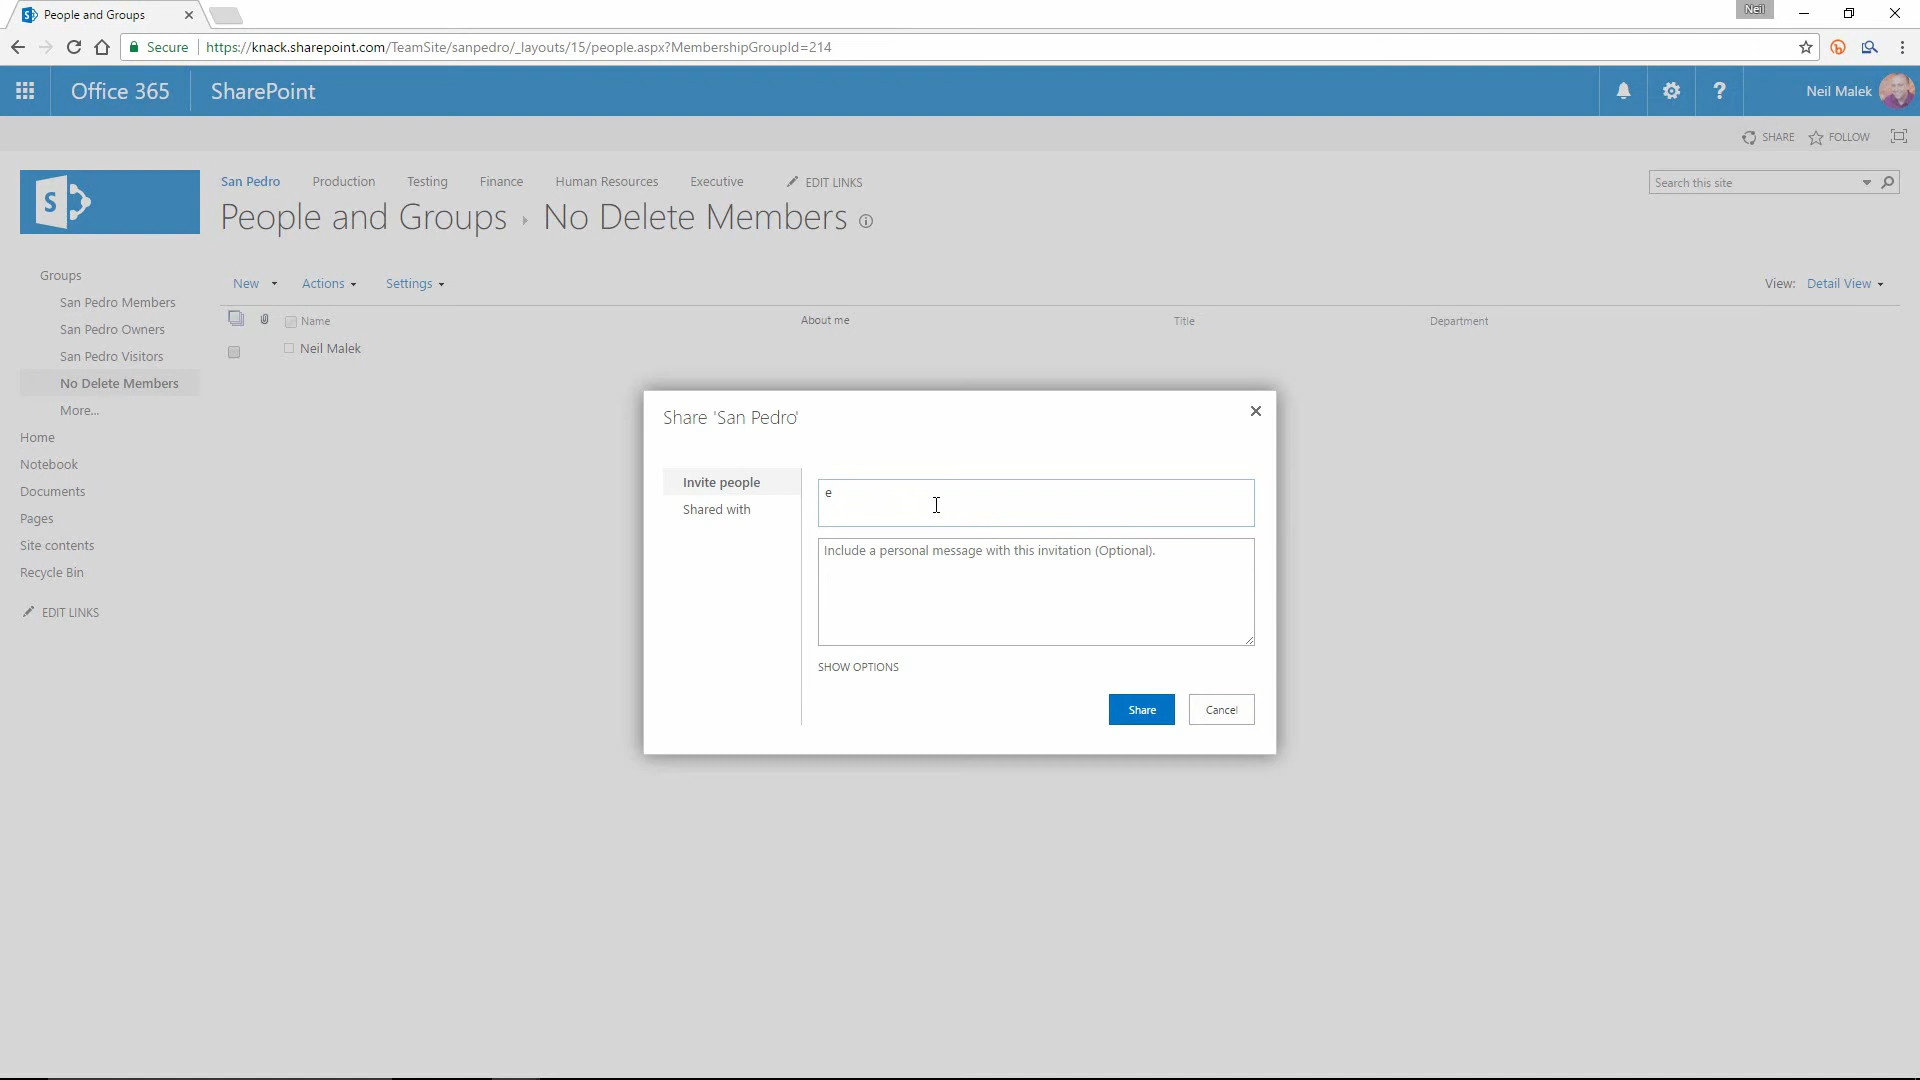 People and Groups
Neil
Secure
https://knack.sharepoint.com/TeamSite/sanpedro/_layouts/15/people.aspx?MembershipGroupId=214
Office 365
SharePoint
?
Neil Malek
SHARE
FOLLOW
S
San Pedro
Production
Testing
Finance
Human Resources
Executive
EDIT LINKS
Search this site
People and Groups
No Delete Members
Groups
San Pedro Members
San Pedro Owners
San Pedro Visitors
No Delete Members
More...
Home
Notebook
Documents
Pages
Site contents
Recycle Bin
EDIT LINKS
New
Actions
Settings
View:
Detail View
Name
About me
Title
Department
Neil Malek
Share 'San Pedro'
Invite people
Shared with
e
Include a personal message with this invitation (Optional).
SHOW OPTIONS
Share
Cancel